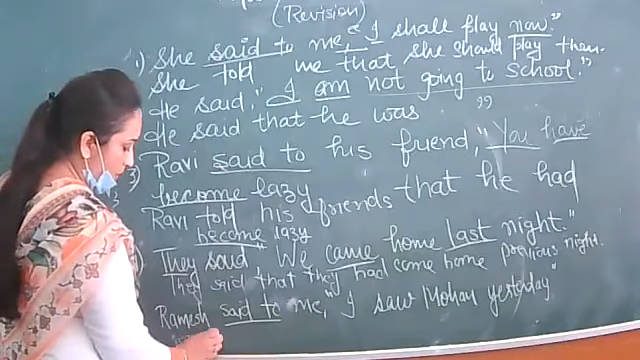 (Revision)
1.) She said to me, "I shall play now."
She told me that she should play then.
He said, "I am not going to school."
He said that he was "
3) Ravi said to his friend, "You have
become lazy
Ravi told his friends that he had
become lazy
) They said "We came home last night."
They said that they had come home previous night.
Ramesh said to me, "I saw Mohan yesterday"